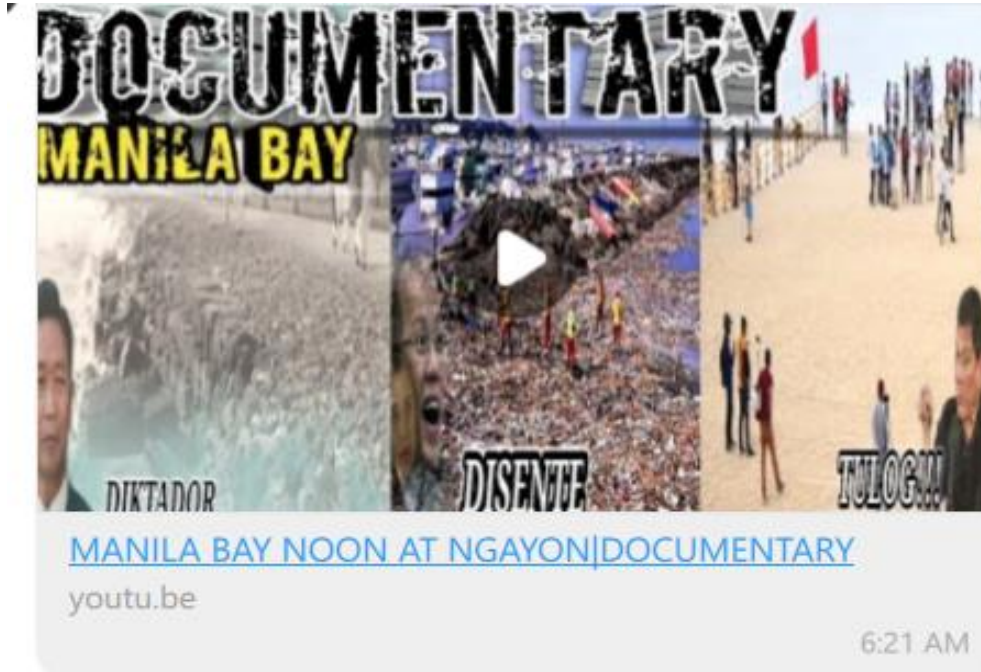 DOCUMENTARY
MANILA BAY
DIKTADOR
DISENTE
TULOG!!!
MANILA BAY NOON AT NGAYON|DOCUMENTARY
youtu.be
6:21 AM